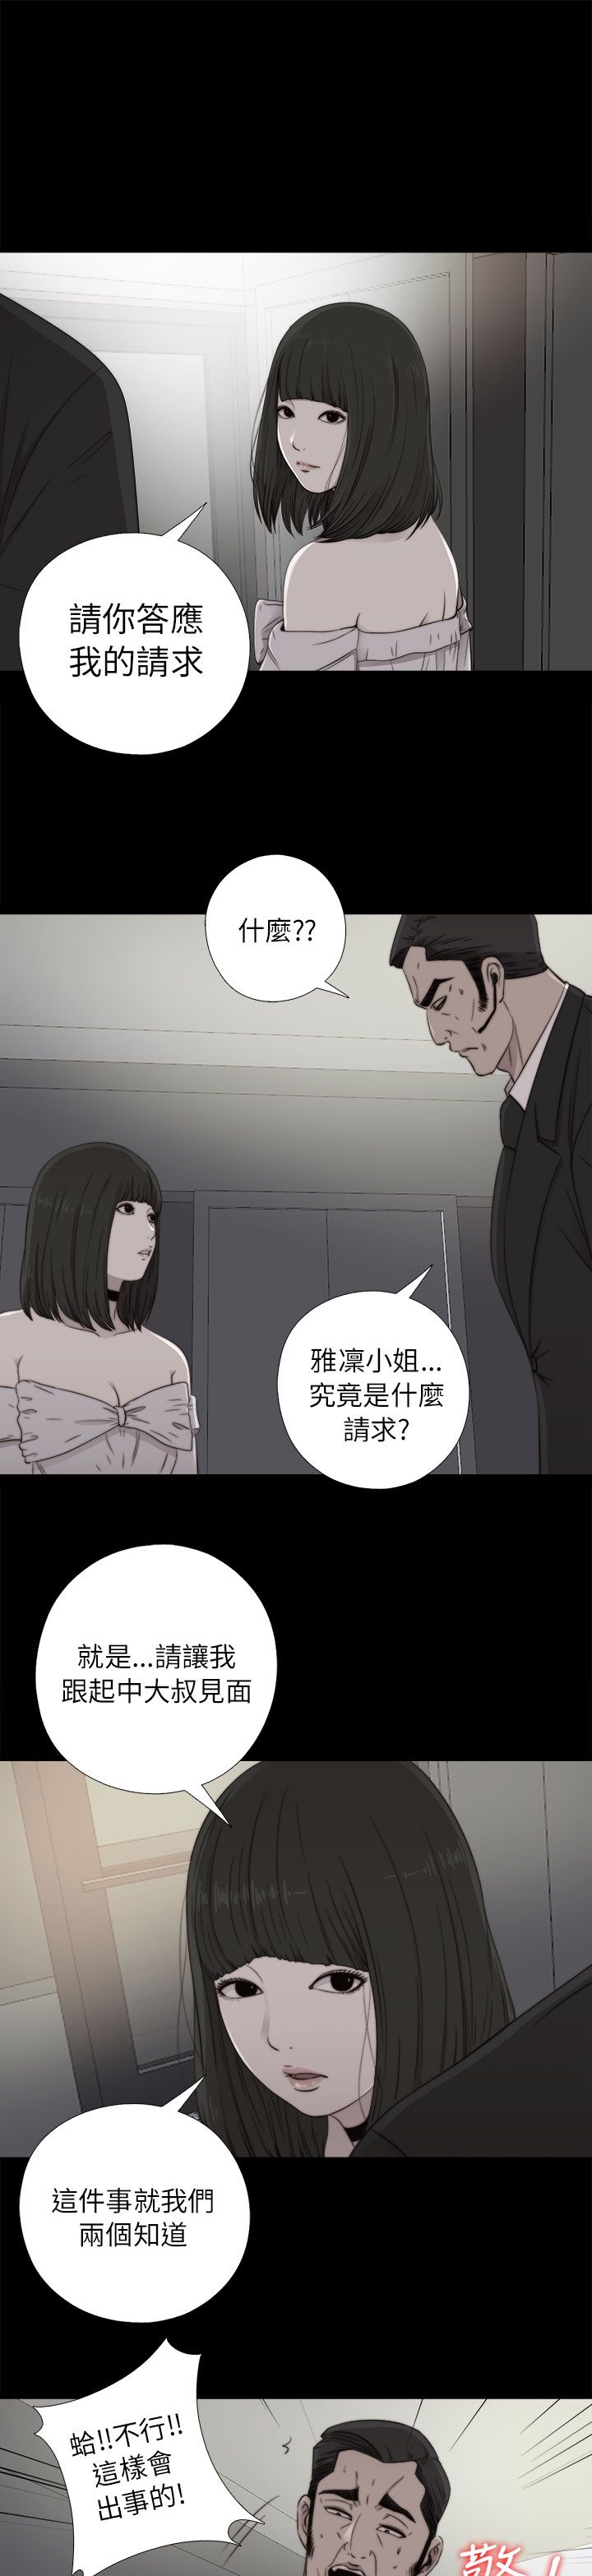 請你答應
我的請求
什麼??
雅凜小姐...
究竟是什麼
請求?
就是...請讓我
跟起中大叔見面
這件事就我們
兩個知道
蛤!!不行!!
這樣會
出事的!
驚!